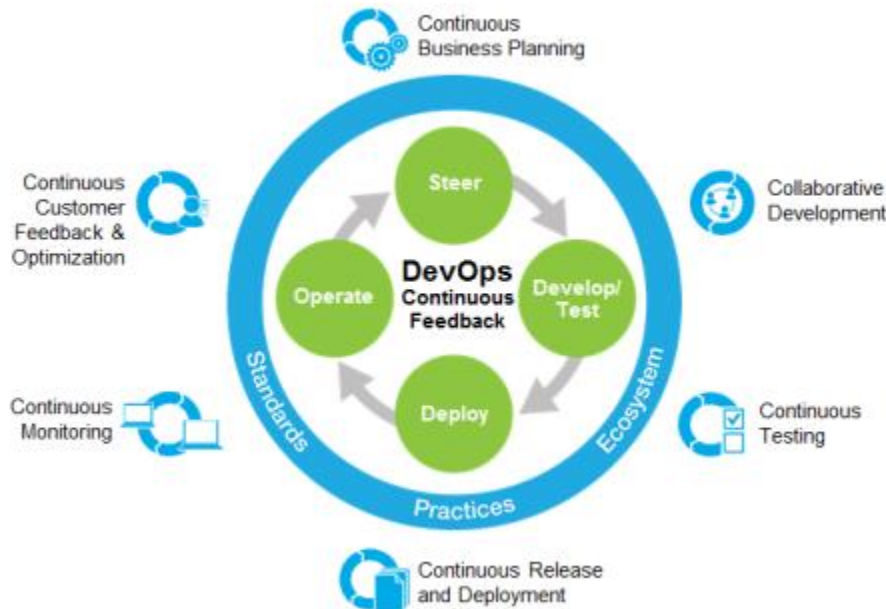 Continuous
Business Planning
Continuous
Customer
Feedback &
Optimization
Collaborative
Development
Steer
Operate
DevOps
Continuous
Feedback
Develop/
Test
Deploy
Continuous
Monitoring
Continuous
Testing
Standards
Practices
Ecosystem
Continuous Release
and Deployment